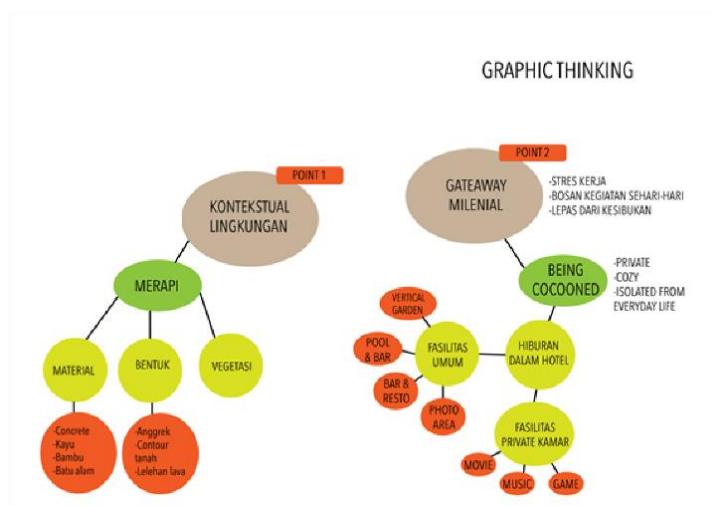 GRAPHIC THINKING
POINT 1
KONTEKSTUAL
LINGKUNGAN
MERAPI
MATERIAL
BENTUK
VEGETASI
-Concrete
-Kayu
-Bambu
-Batu alam
-Anggrek
-Contour
tanah
-Lelehan lava
POINT 2
GATEAWAY
MILENIAL
-STRES KERJA
-BOSAN KEGIATAN SEHARI-HARI
-LEPAS DARI KESIBUKAN
BEING
COCOONED
-PRIVATE
-COZY
-ISOLATED FROM
EVERYDAY LIFE
HIBURAN
DALAM HOTEL
FASILITAS
UMUM
VERTICAL
GARDEN
POOL
& BAR
BAR &
RESTO
PHOTO
AREA
FASILITAS
PRIVATE KAMAR
MOVIE
MUSIC
GAME